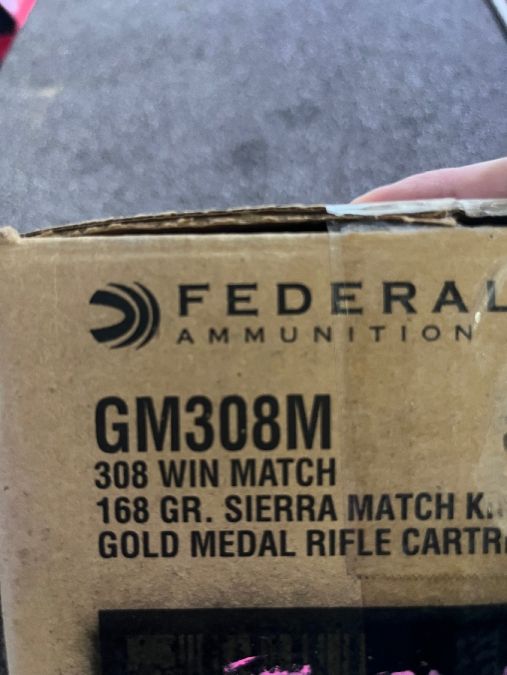 FEDERAL
AMMUNITION
GM308M
308 WIN MATCH
168 GR. SIERRA MATCH
GOLD MEDAL RIFLE